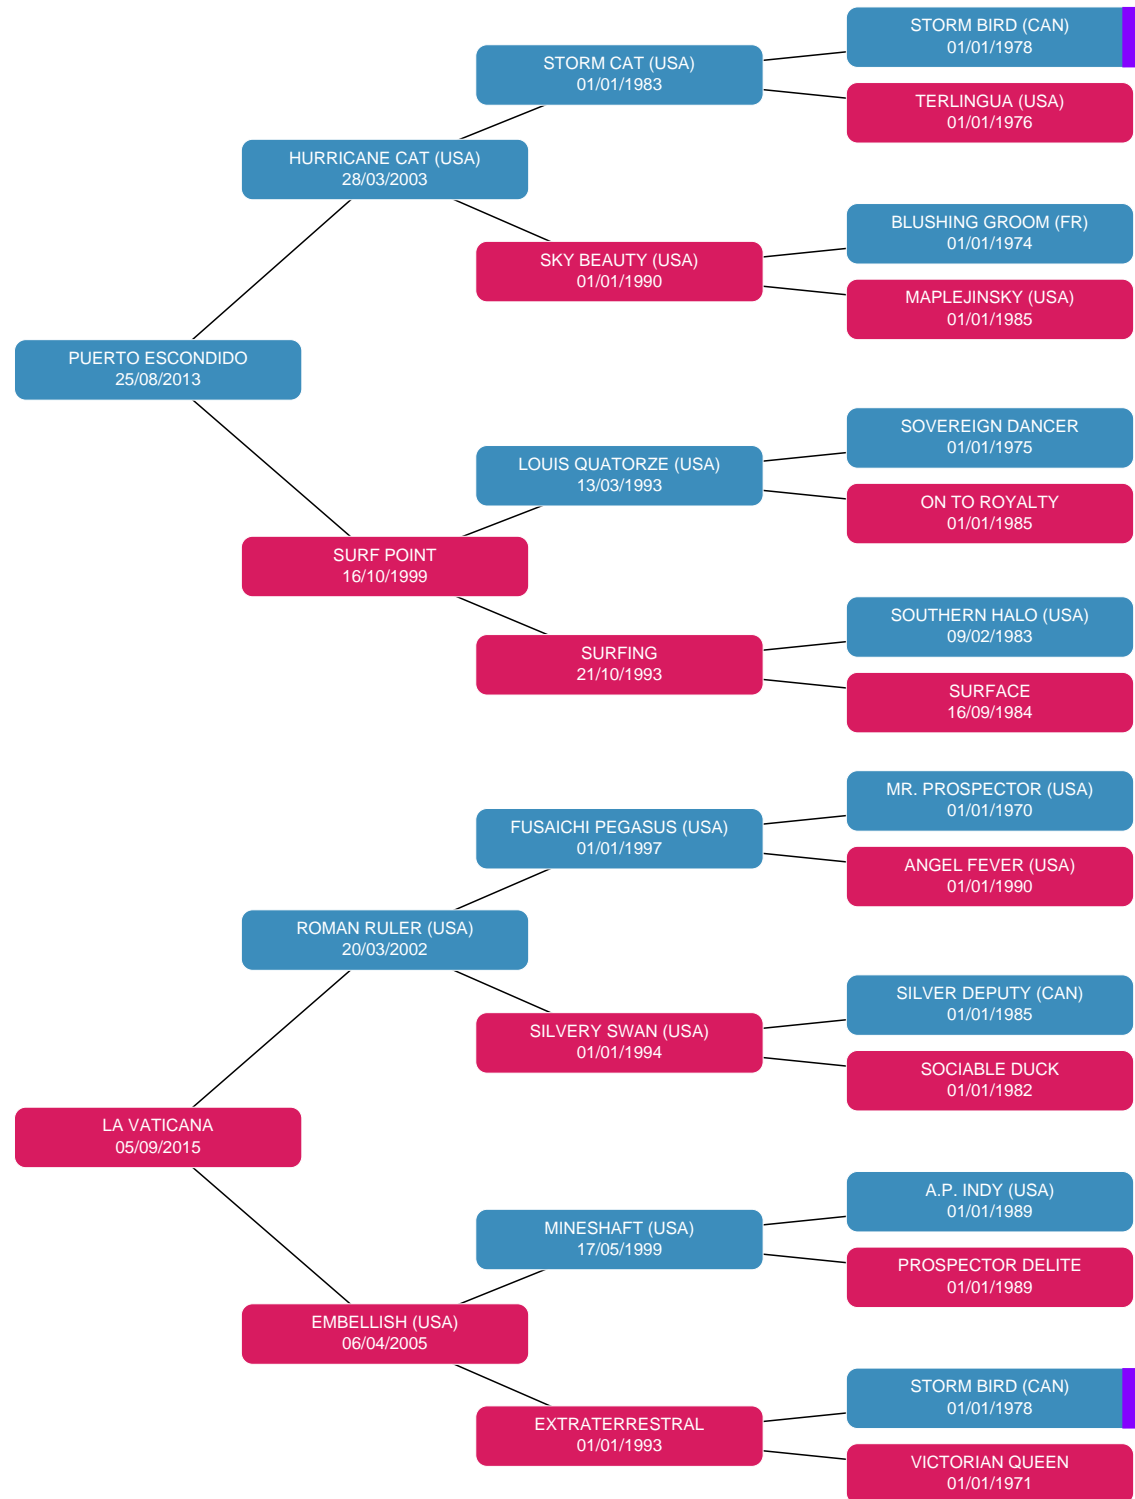 STORM BIRD (CAN)
01/01/1978
STORM CAT (USA)
01/01/1983
TERLINGUA (USA)
01/01/1976
HURRICANE CAT (USA)
28/03/2003
BLUSHING GROOM (FR)
01/01/1974
SKY BEAUTY (USA)
01/01/1990
MAPLEJINSKY (USA)
01/01/1985
PUERTO ESCONDIDO
25/08/2013
SOVEREIGN DANCER
01/01/1975
LOUIS QUATORZE (USA)
13/03/1993
ON TO ROYALTY
01/01/1985
SURF POINT
16/10/1999
SOUTHERN HALO (USA)
09/02/1983
SURFING
21/10/1993
SURFACE
16/09/1984
MR. PROSPECTOR (USA)
01/01/1970
FUSAICHI PEGASUS (USA)
01/01/1997
ANGEL FEVER (USA)
01/01/1990
ROMAN RULER (USA)
20/03/2002
SILVER DEPUTY (CAN)
01/01/1985
SILVERY SWAN (USA)
01/01/1994
SOCIABLE DUCK
01/01/1982
LA VATICANA
05/09/2015
A.P. INDY (USA)
01/01/1989
MINESHAFT (USA)
17/05/1999
PROSPECTOR DELITE
01/01/1989
EMBELLISH (USA)
06/04/2005
STORM BIRD (CAN)
01/01/1978
EXTRATERRESTRAL
01/01/1993
VICTORIAN QUEEN
01/01/1971